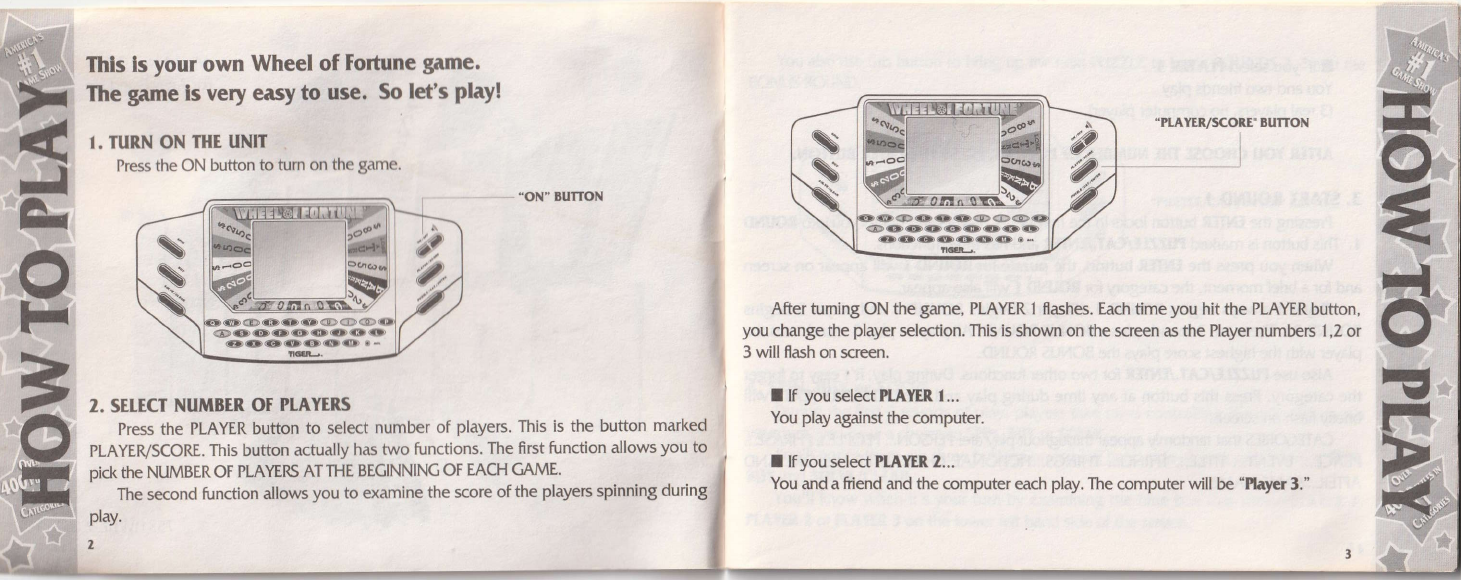 AMERICA'S
#1
GAME SHOW
HOW TO PLAY
OVER
CATEGORIES
This is your own Wheel of Fortune game.
The game is very easy to use. So let's play!
1. TURN ON THE UNIT
Press the ON button to turn on the game.
"ON" BUTTON
WHEEL OF FORTUNE
Q W E R T Y U I O P
A S D F G H J K L
Z X C V B N M
TIGER
2. SELECT NUMBER OF PLAYERS
Press the PLAYER button to select number of players. This is the button marked
PLAYER/SCORE. This button actually has two functions. The first function allows you to
pick the NUMBER OF PLAYERS AT THE BEGINNING OF EACH GAME.
The second function allows you to examine the score of the players spinning during
play.
2
"PLAYER/SCORE" BUTTON
WHEEL OF FORTUNE
Q W E R T Y U I O P
A S D F G H J K L
Z X C V B N M
TIGER
After turning ON the game, PLAYER 1 flashes. Each time you hit the PLAYER button,
you change the player selection. This is shown on the screen as the Player numbers 1,2 or
3 will flash on screen.
■ If you select PLAYER 1...
You play against the computer.
■ If you select PLAYER 2...
You and a friend and the computer each play. The computer will be "Player 3."
3
AMERICA'S
#1
GAME SHOW
HOW TO PLAY
OVER
CATEGORIES